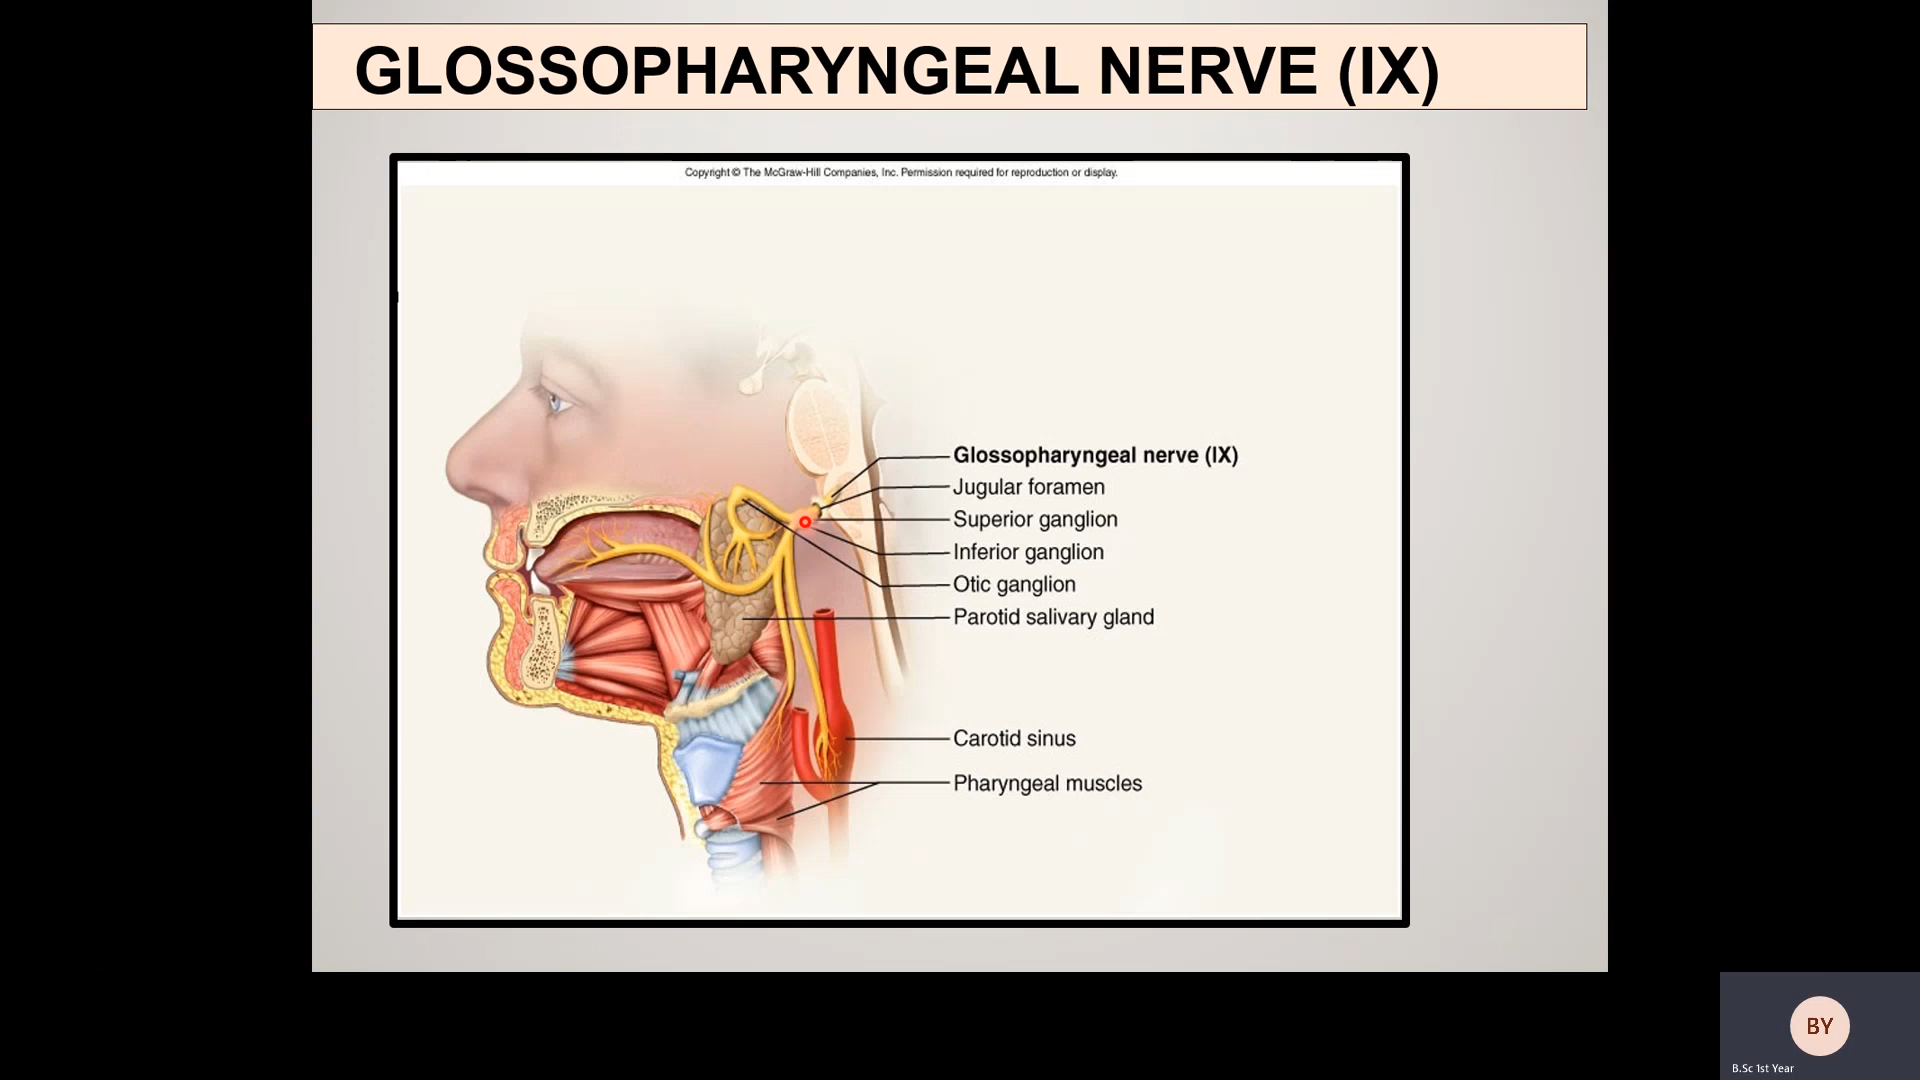 GLOSSOPHARYNGEAL NERVE (IX)
Copyright © The McGraw-Hill Companies, Inc. Permission required for reproduction or display.
Glossopharyngeal nerve (IX)
Jugular foramen
Superior ganglion
Inferior ganglion
Otic ganglion
Parotid salivary gland
Carotid sinus
Pharyngeal muscles
BY
B.Sc 1st Year